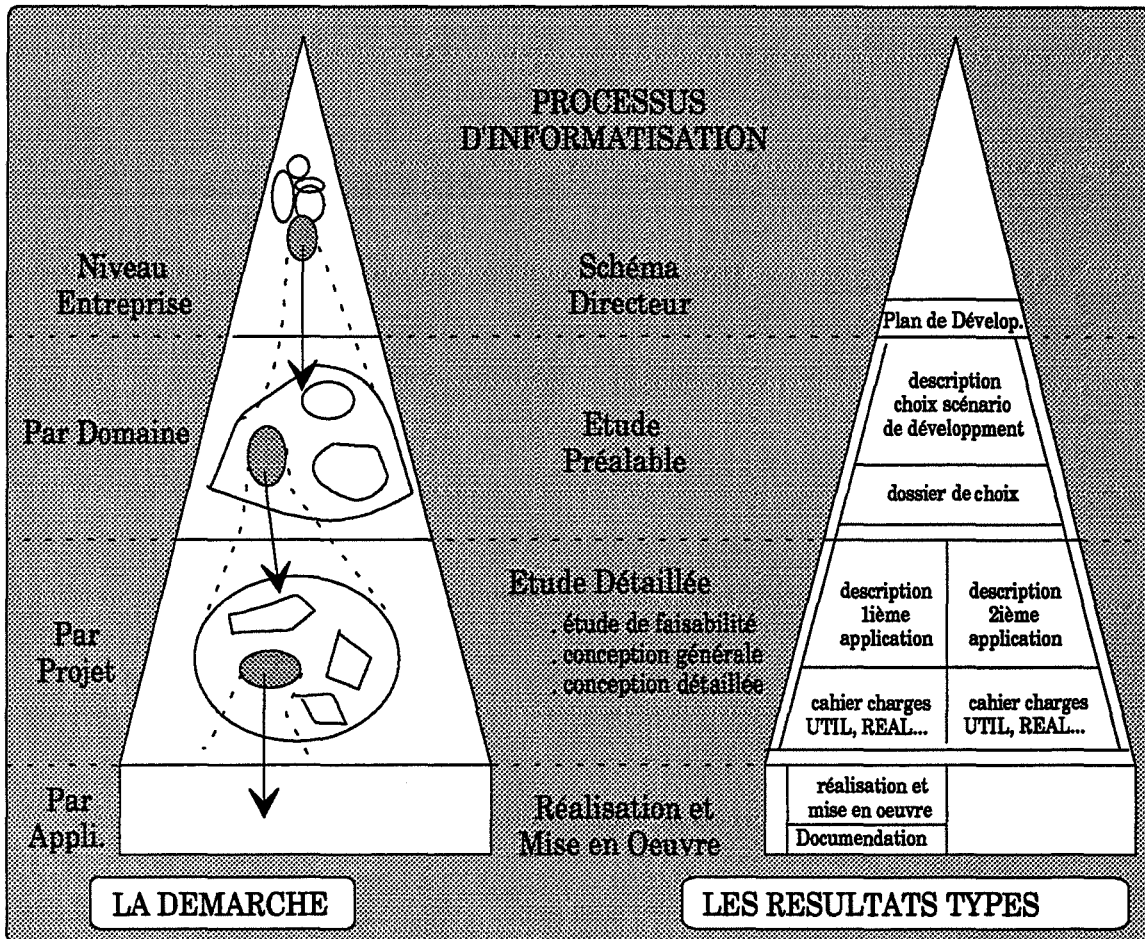 PROCESSUS
D'INFORMATISATION
Niveau
Entreprise
Schéma
Directeur
Plan de Dévelop.
Par Domaine
Etude
Préalable
description
choix scénario
de développment
dossier de choix
Par
Projet
Etude Détaillée
. étude de faisabilité
. conception générale
. conception détaillée
description
1ième
application
description
2ième
application
cahier charges
UTIL, REAL...
cahier charges
UTIL, REAL...
Par
Appli.
Réalisation et
Mise en Oeuvre
réalisation et
mise en oeuvre
Documendation
LA DEMARCHE
LES RESULTATS TYPES